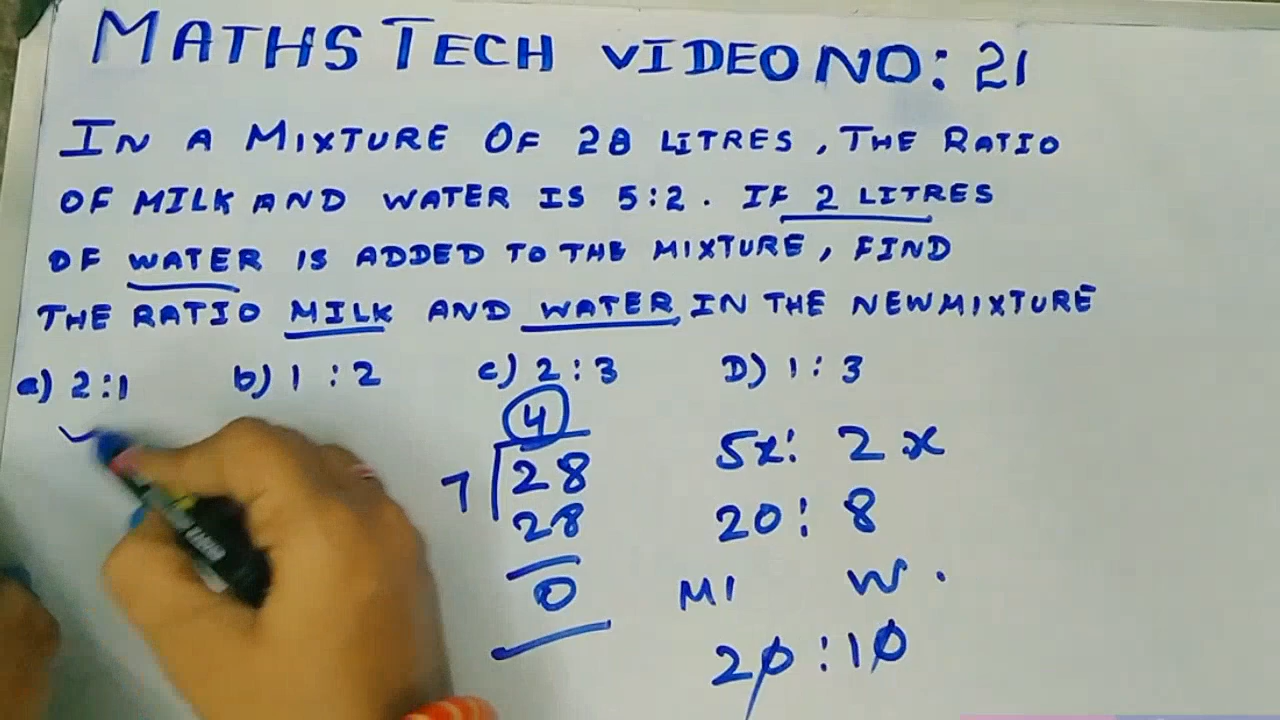 MATHS TECH VIDEO NO: 21
IN A MIXTURE OF 28 LITRES, THE RATIO
OF MILK AND WATER IS 5:2. IF 2 LITRES
OF WATER IS ADDED TO THE MIXTURE, FIND
THE RATIO MILK AND WATER IN THE NEWMIXTURE
a) 2:1 b) 1:2 c) 2:3 D) 1:3
4
7 28
28
0
5x: 2x
20: 8
MI W.
20:10